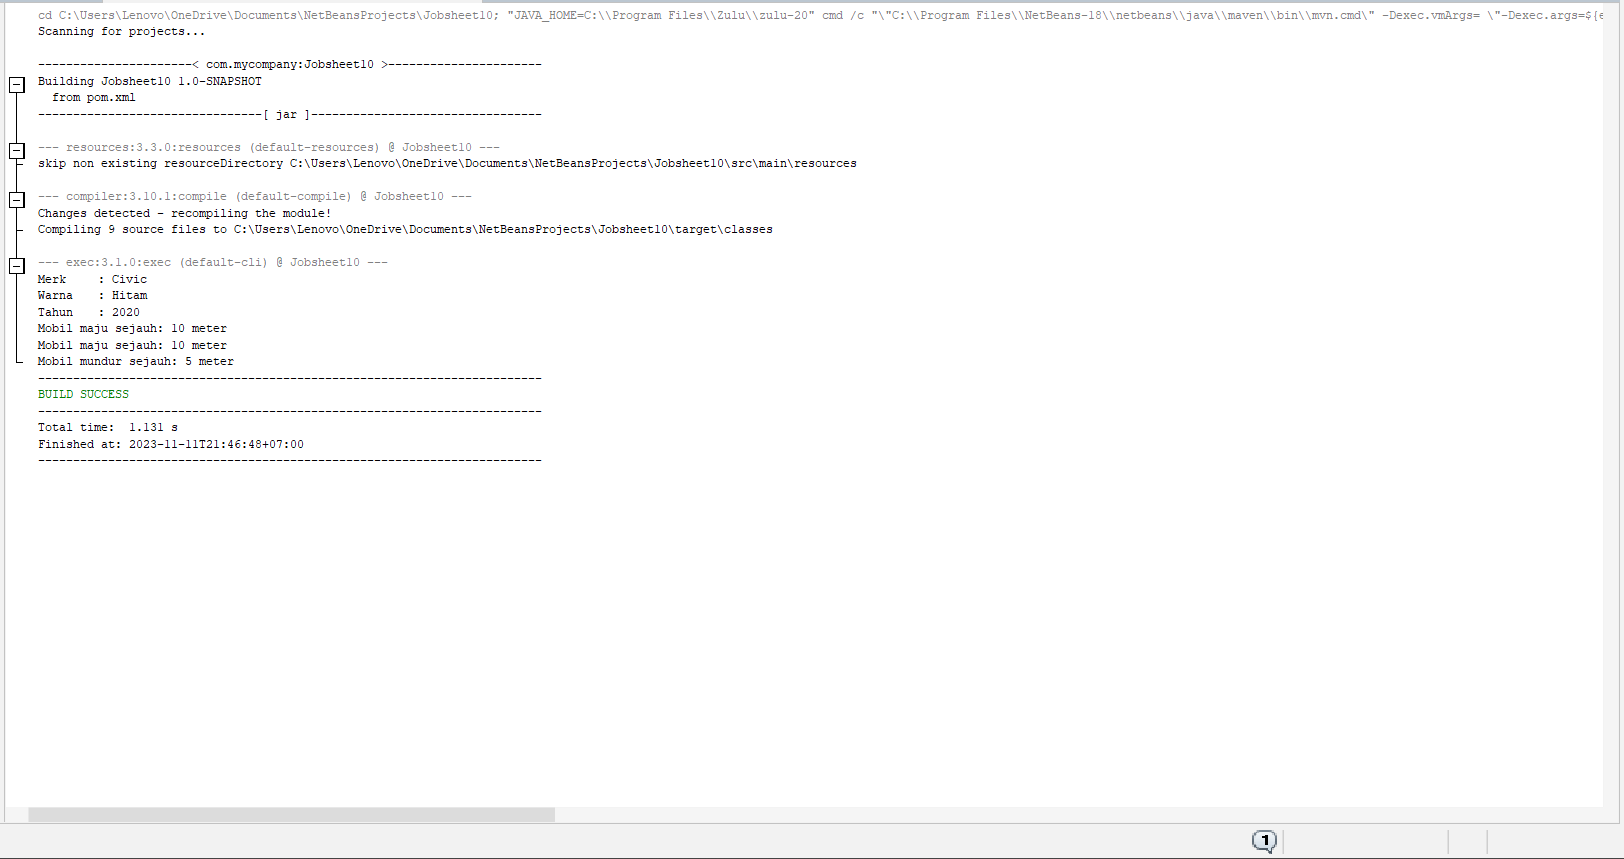 cd C:\Users\Lenovo\OneDrive\Documents\NetBeansProjects\Jobsheet10; "JAVA_HOME=C:\\Program Files\\Zulu\\zulu-20" cmd /c "\"C:\\Program Files\\NetBeans-18\\netbeans\\java\\maven\\bin\\mvn.cmd\" -Dexec.vmArgs= \"-Dexec.args=${e
Scanning for projects...
----------------------< com.mycompany:Jobsheet10 >----------------------
Building Jobsheet10 1.0-SNAPSHOT
  from pom.xml
--------------------------------[ jar ]---------------------------------
--- resources:3.3.0:resources (default-resources) @ Jobsheet10 ---
skip non existing resourceDirectory C:\Users\Lenovo\OneDrive\Documents\NetBeansProjects\Jobsheet10\src\main\resources
--- compiler:3.10.1:compile (default-compile) @ Jobsheet10 ---
Changes detected - recompiling the module!
Compiling 9 source files to C:\Users\Lenovo\OneDrive\Documents\NetBeansProjects\Jobsheet10\target\classes
--- exec:3.1.0:exec (default-cli) @ Jobsheet10 ---
Merk : Civic
Warna : Hitam
Tahun : 2020
Mobil maju sejauh: 10 meter
Mobil maju sejauh: 10 meter
Mobil mundur sejauh: 5 meter
------------------------------------------------------------------------
BUILD SUCCESS
------------------------------------------------------------------------
Total time:  1.131 s
Finished at: 2023-11-11T21:46:48+07:00
------------------------------------------------------------------------
1